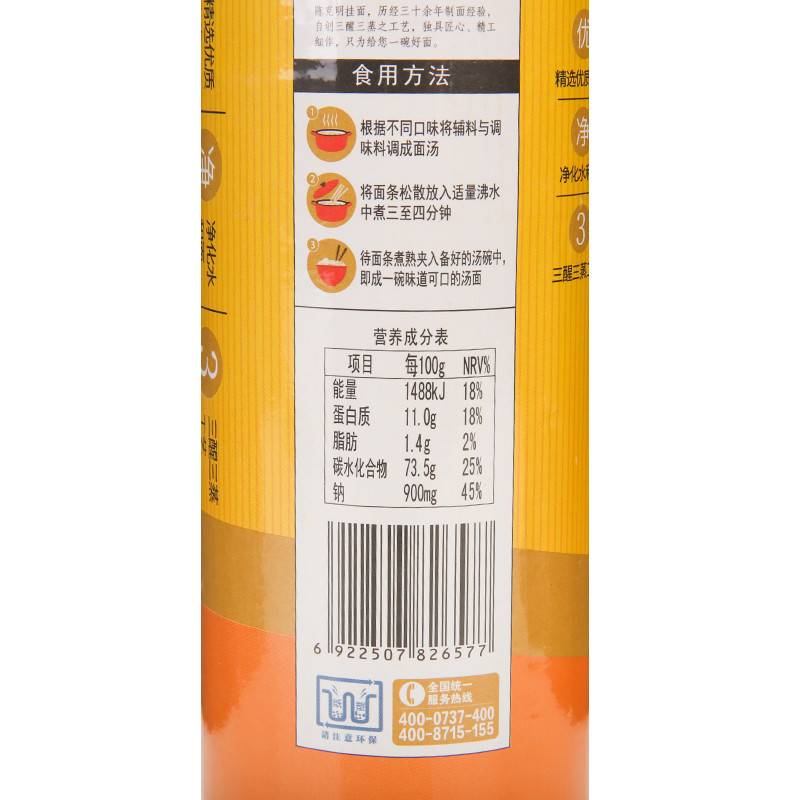 陈克明挂面，历经三十余年制面经验，
自创三醒三蒸之工艺，独具匠心、精工
细作，只为给您一碗好面。
食用方法
1
根据不同口味将辅料与调
味料调成面汤
2
将面条松散放入适量沸水
中煮三至四分钟
3
待面条煮熟夹入备好的汤碗中，
即成一碗味道可口的汤面
营养成分表
项目 每100g NRV%
能量 1488kJ 18%
蛋白质 11.0g 18%
脂肪 1.4g 2%
碳水化合物 73.5g 25%
钠 900mg 45%
6 922507 826577
請注意环保
全国统一
服务热线
400-0737-400
400-8715-155
精选优质
净
净化水
3
三醒三蒸
优
精选优质
净
净化水
3
三醒三蒸